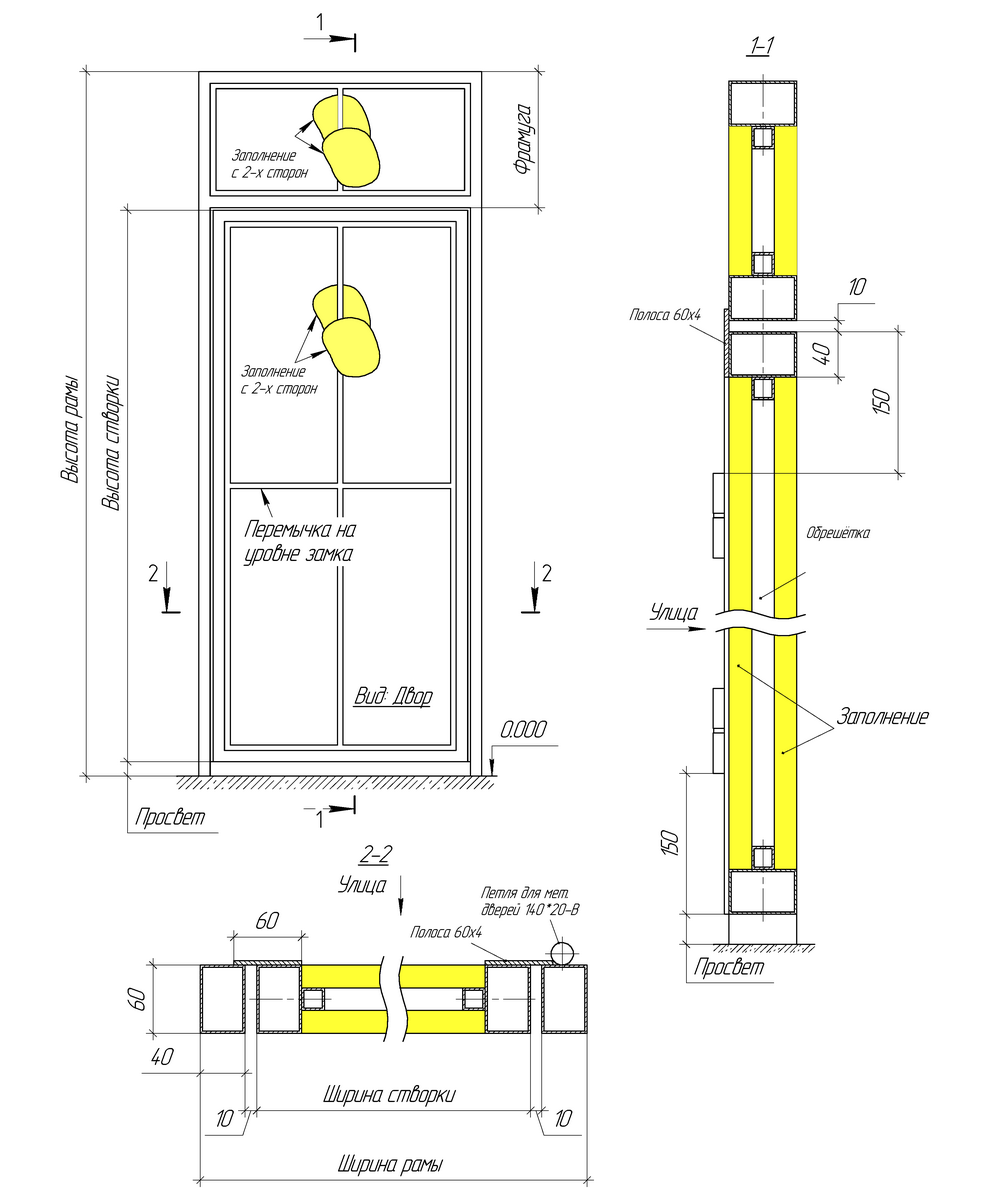 1
1-1
Фрамуга
Заполнение
с 2-х сторон
10
Полоса 60х4
40
150
Заполнение
с 2-х сторон
Высота рамы
Высота створки
Перемычка на
уровне замка
Обрешётка
2
2
Улица
Вид: Двор
Заполнение
0.000
Просвет
1
150
2-2
Улица
Петля для мет.
дверей 140*20-В
60
Полоса 60х4
Просвет
60
40
Ширина створки
10
10
Ширина рамы